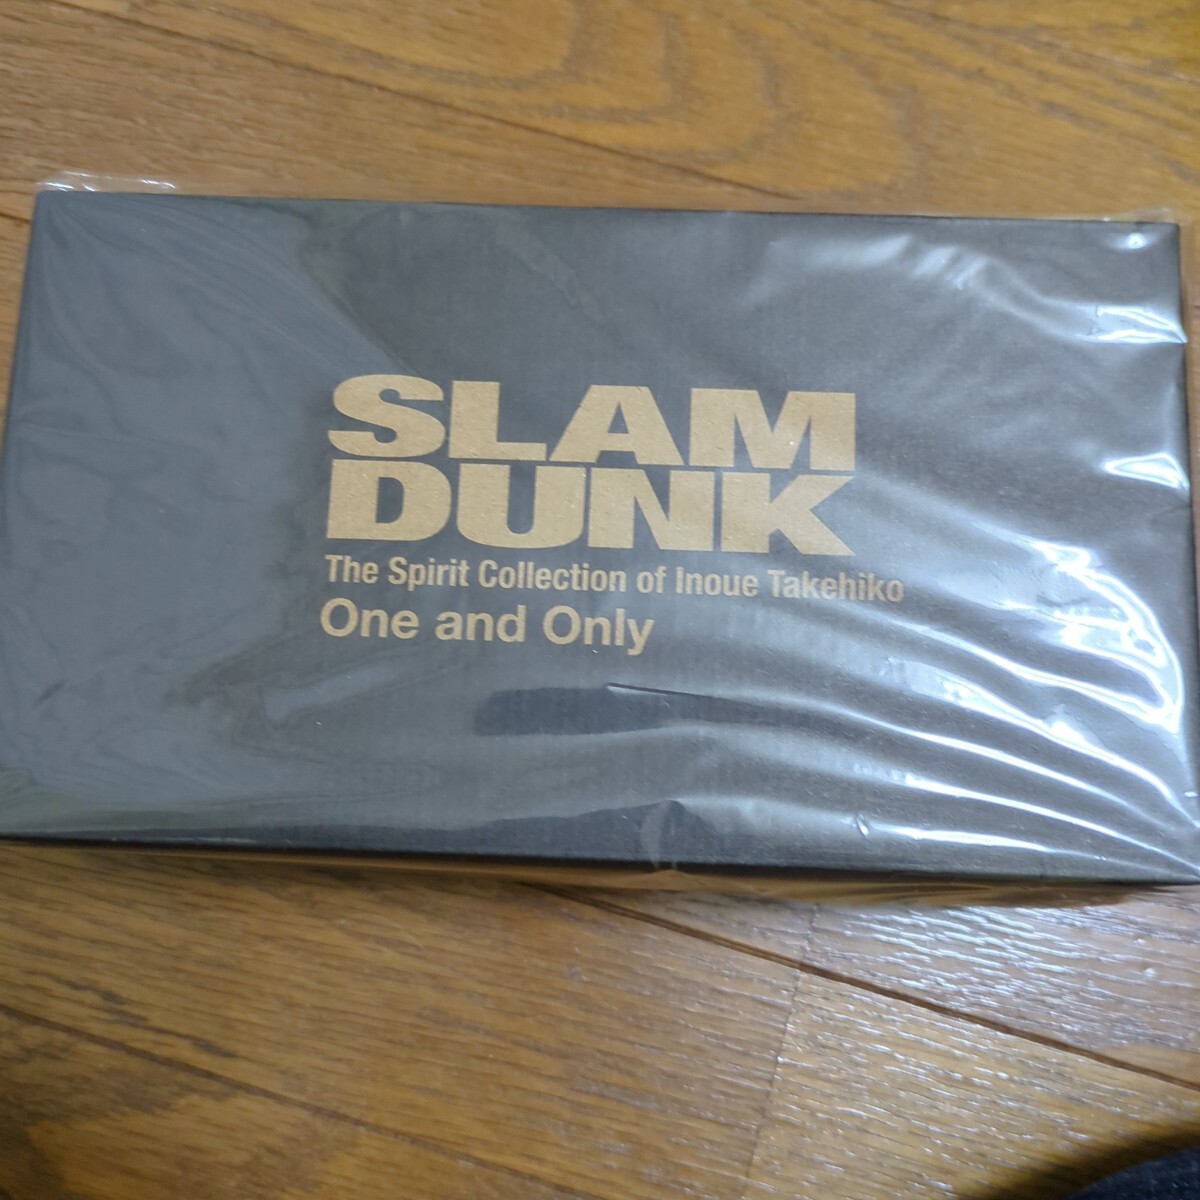 SLAM
DUNK
The Spirit Collection of Inoue Takehiko
One and Only